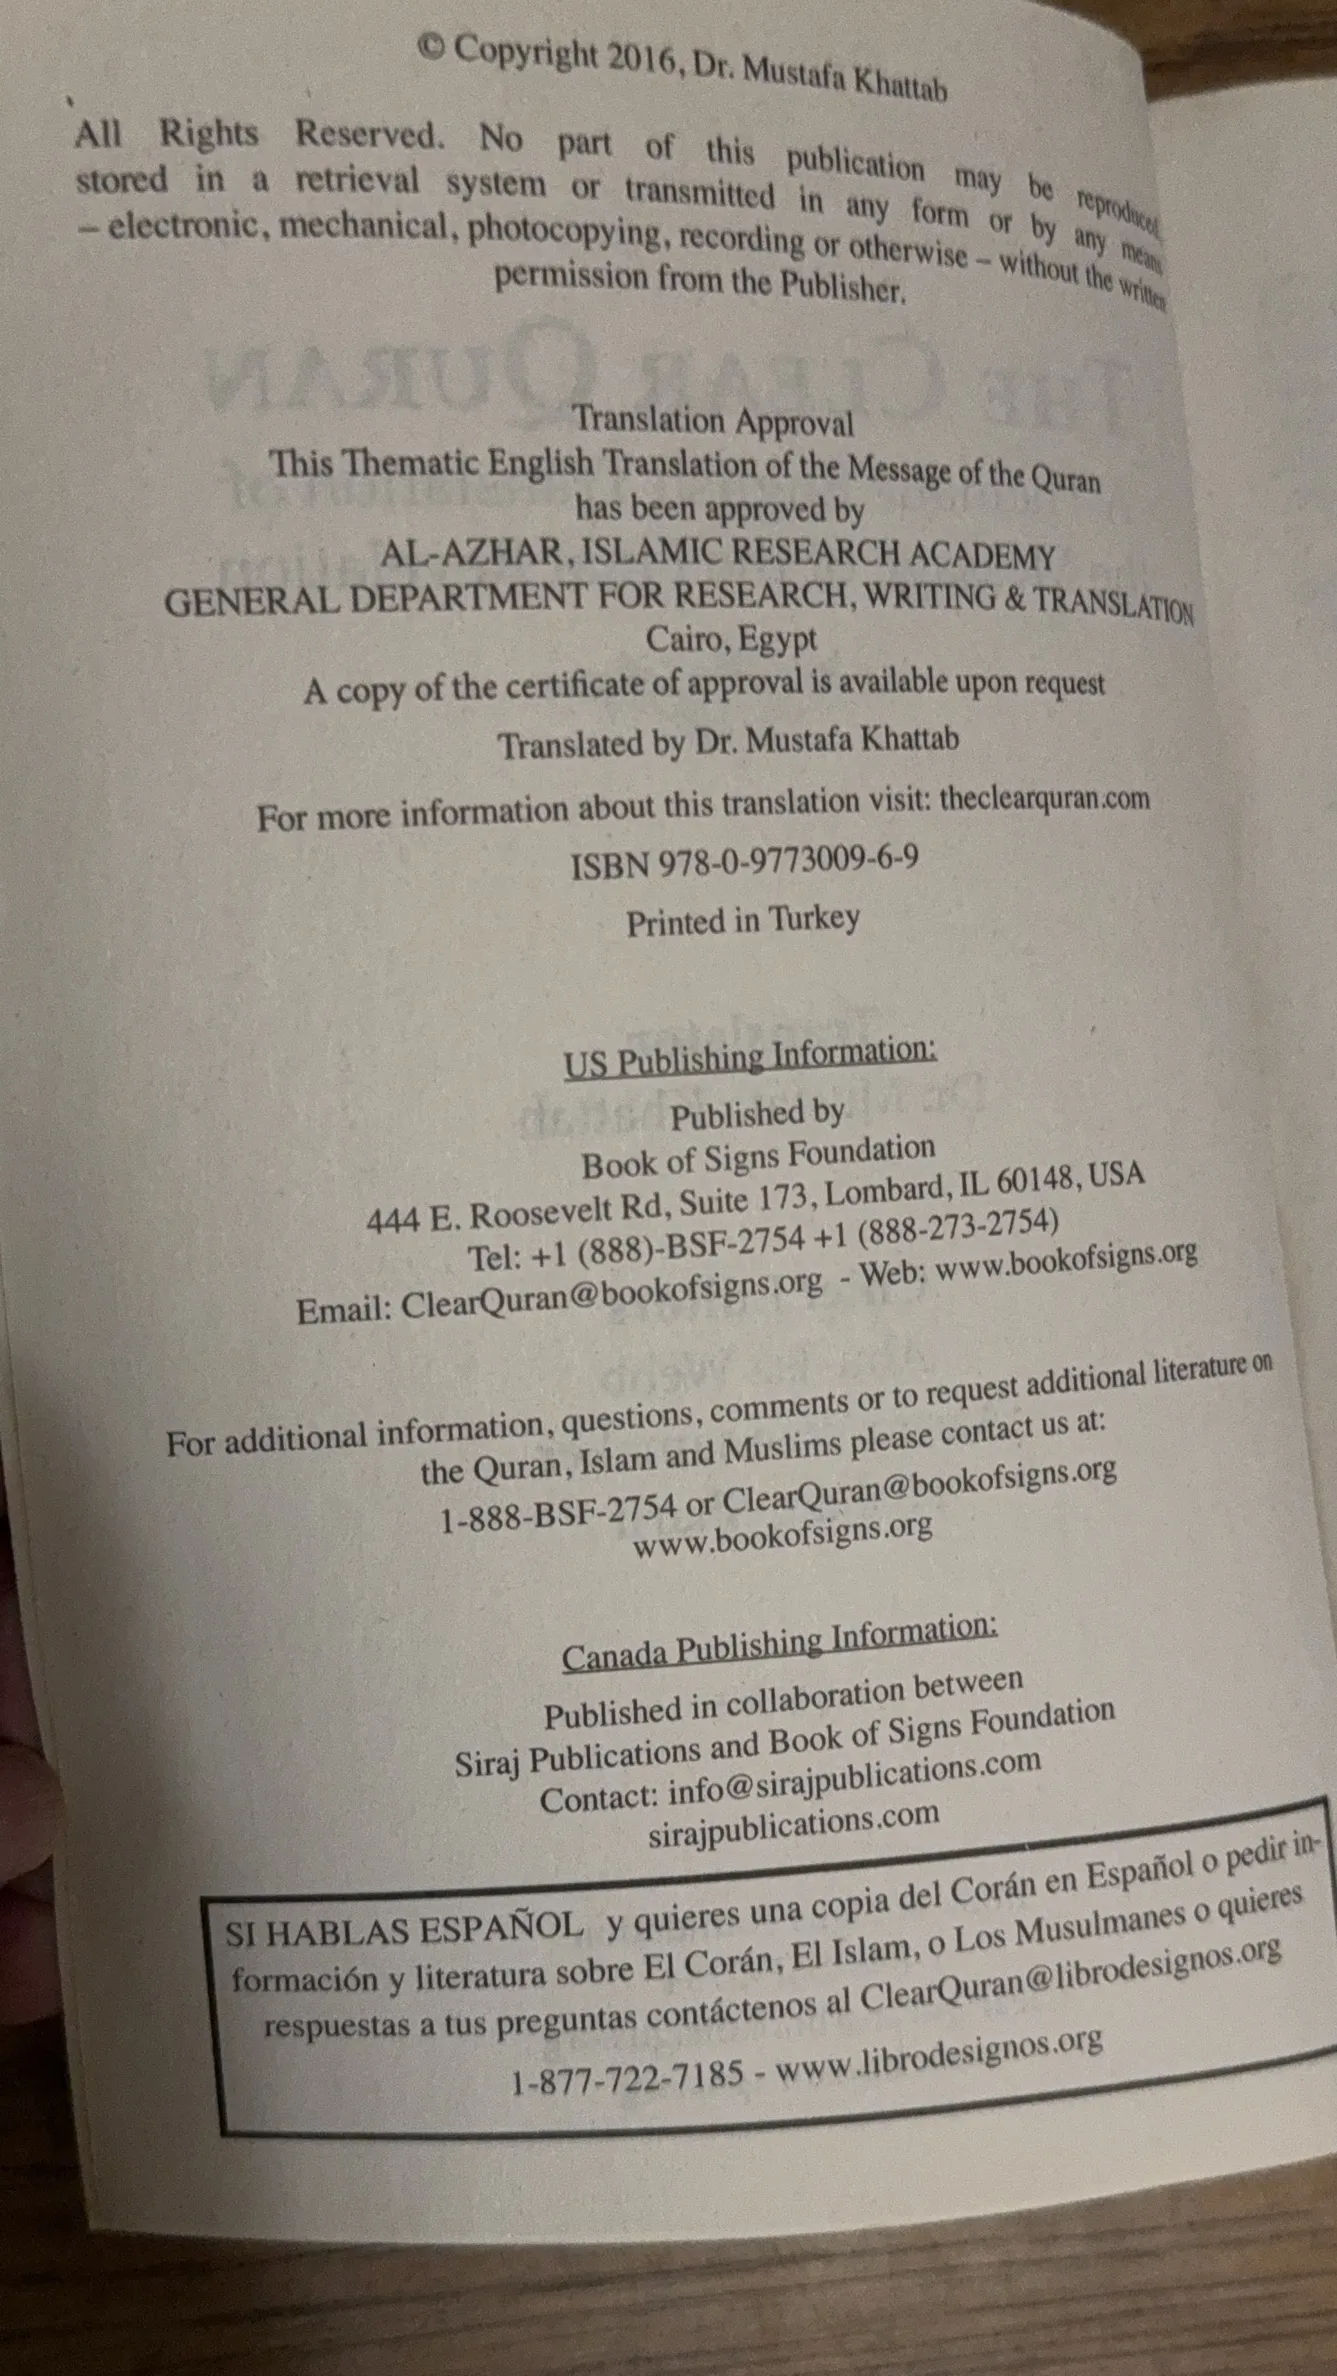 © Copyright 2016, Dr. Mustafa Khattab
All Rights Reserved. No part of this publication may be reproduced,
stored in a retrieval system or transmitted in any form or by any means
– electronic, mechanical, photocopying, recording or otherwise – without the written
permission from the Publisher.
THE CLEAR QURAN
Translation Approval
This Thematic English Translation of the Message of the Quran
has been approved by
AL-AZHAR, ISLAMIC RESEARCH ACADEMY
GENERAL DEPARTMENT FOR RESEARCH, WRITING & TRANSLATION
Cairo, Egypt
A copy of the certificate of approval is available upon request
Translated by Dr. Mustafa Khattab
For more information about this translation visit: theclearquran.com
ISBN 978-0-9773009-6-9
Printed in Turkey
US Publishing Information:
Published by
Book of Signs Foundation
444 E. Roosevelt Rd, Suite 173, Lombard, IL 60148, USA
Tel: +1 (888)-BSF-2754 +1 (888-273-2754)
Email: ClearQuran@bookofsigns.org - Web: www.bookofsigns.org
For additional information, questions, comments or to request additional literature on
the Quran, Islam and Muslims please contact us at:
1-888-BSF-2754 or ClearQuran@bookofsigns.org
www.bookofsigns.org
Canada Publishing Information:
Published in collaboration between
Siraj Publications and Book of Signs Foundation
Contact: info@sirajpublications.com
sirajpublications.com
SI HABLAS ESPAÑOL y quieres una copia del Corán en Español o pedir in-
formación y literatura sobre El Corán, El Islam, o Los Musulmanes o quieres
respuestas a tus preguntas contáctenos al ClearQuran@librodesignos.org
1-877-722-7185 - www.librodesignos.org